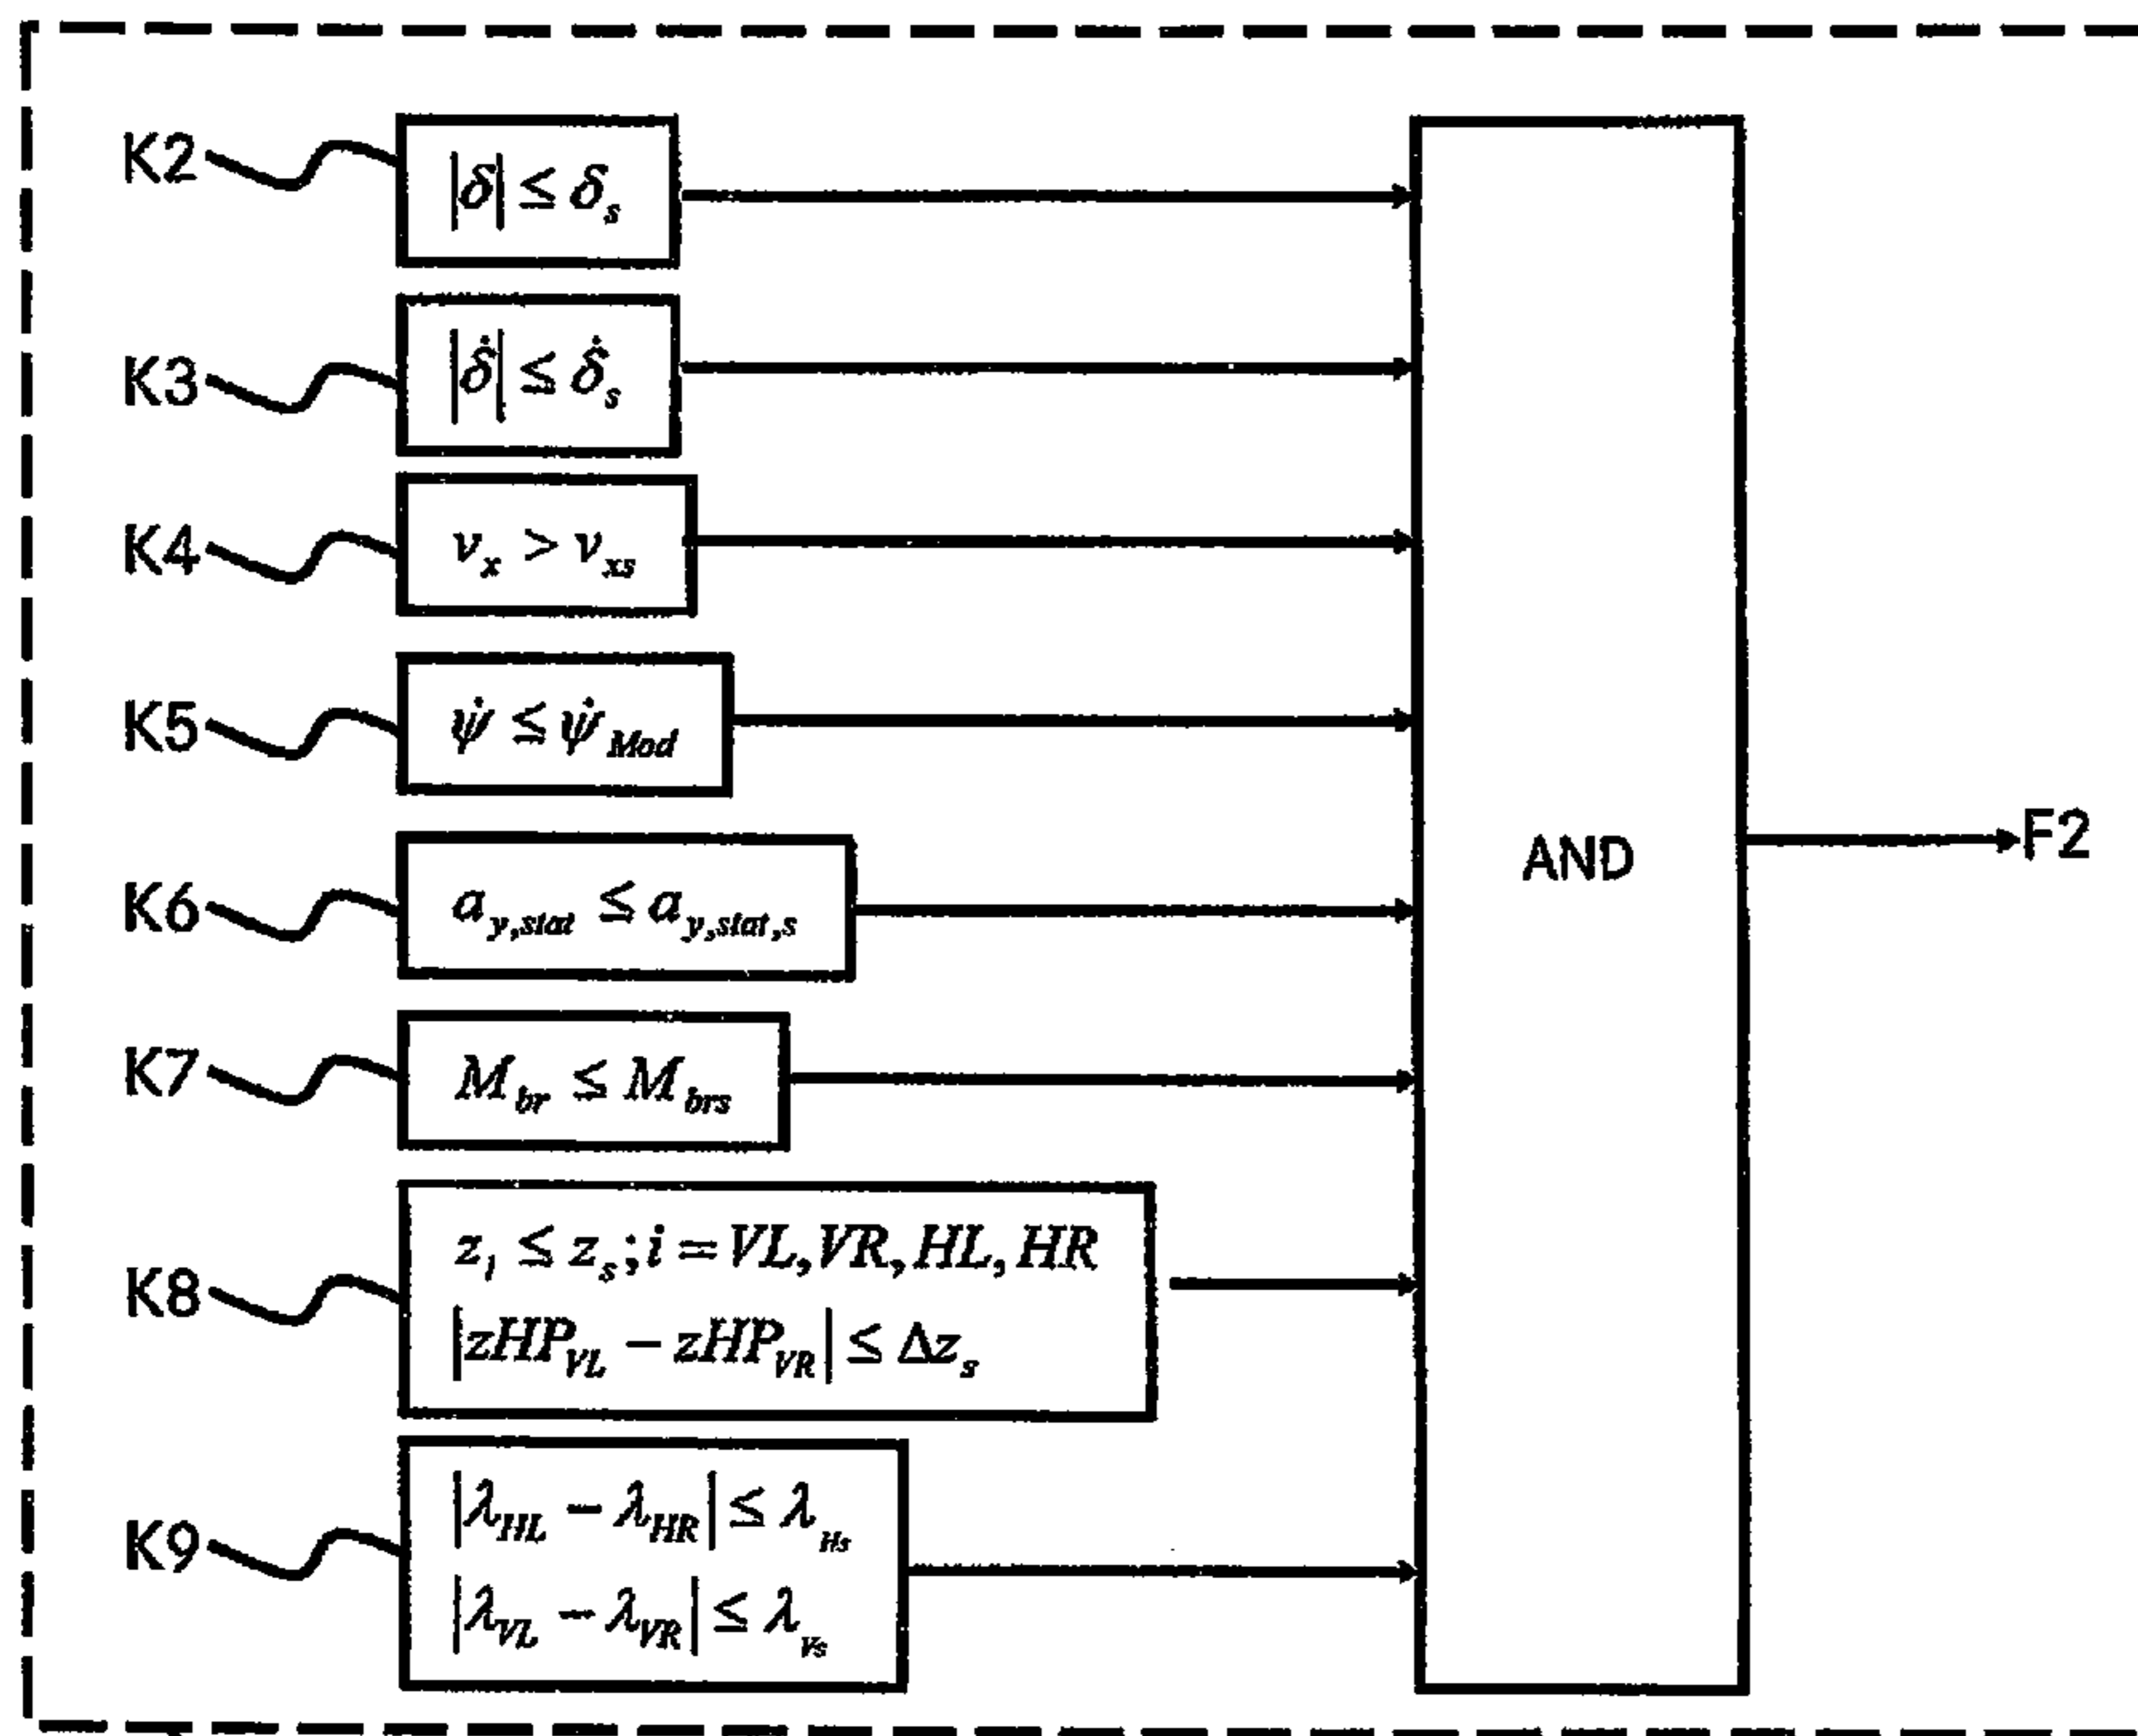 K2
|δ| ≤ δ_s
K3
|δ̇| ≤ δ̇_s
K4
v_x > v_xs
K5
ψ̇ ≤ ψ̇_Mod
K6
a_y,stat ≤ a_y,stat,s
K7
M_br ≤ M_brs
K8
z_i ≤ z_s; i = VL, VR, HL, HR
|zHP_VL − zHP_VR| ≤ Δz_s
K9
|λ_HL − λ_HR| ≤ λ_Hs
|λ_VL − λ_VR| ≤ λ_Vs
AND
F2